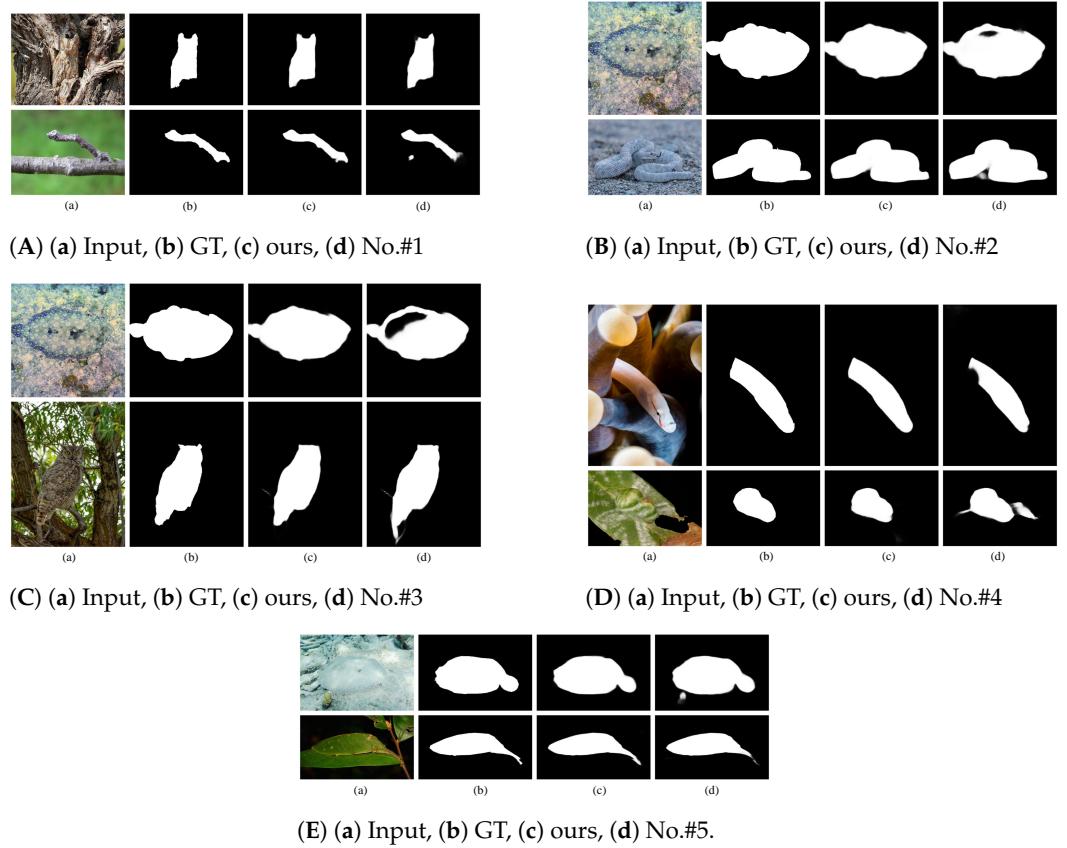 (a) (b) (c) (d)
(A) (a) Input, (b) GT, (c) ours, (d) No.#1
(a) (b) (c) (d)
(B) (a) Input, (b) GT, (c) ours, (d) No.#2
(a) (b) (c) (d)
(C) (a) Input, (b) GT, (c) ours, (d) No.#3
(a) (b) (c) (d)
(D) (a) Input, (b) GT, (c) ours, (d) No.#4
(a) (b) (c) (d)
(E) (a) Input, (b) GT, (c) ours, (d) No.#5.